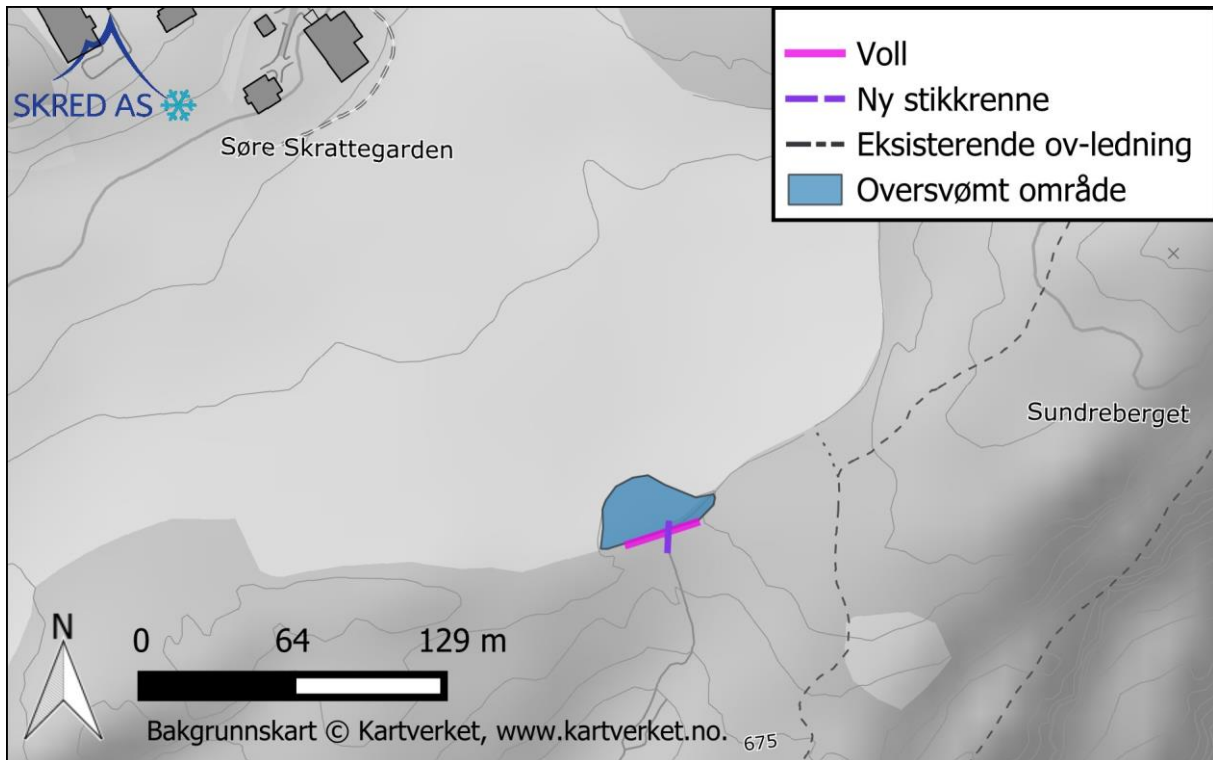 SKRED AS
Søre Skrattegarden
Voll
Ny stikkrenne
Eksisterende ov-ledning
Oversvømt område
Sundreberget
N
0 64 129 m
Bakgrunnskart © Kartverket, www.kartverket.no.
675